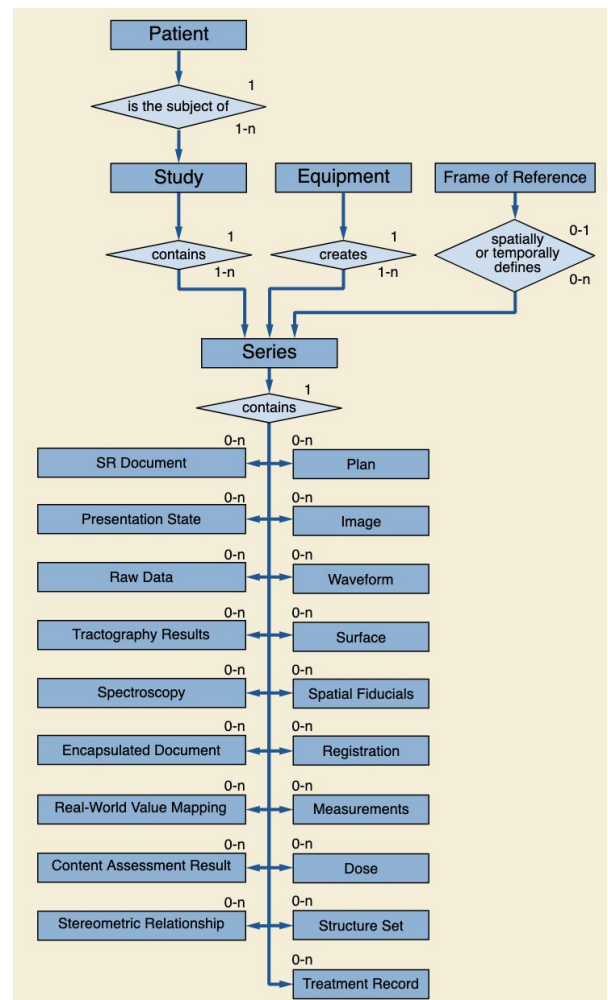 Patient
1
is the subject of
1-n
Study
Equipment
Frame of Reference
1
contains
1-n
1
creates
1-n
0-1
spatially
or temporally
defines
0-n
Series
1
contains
0-n
0-n
SR Document
Plan
0-n
0-n
Presentation State
Image
0-n
0-n
Raw Data
Waveform
0-n
0-n
Tractography Results
Surface
0-n
0-n
Spectroscopy
Spatial Fiducials
0-n
0-n
Encapsulated Document
Registration
0-n
0-n
Real-World Value Mapping
Measurements
0-n
0-n
Content Assessment Result
Dose
0-n
0-n
Stereometric Relationship
Structure Set
0-n
Treatment Record